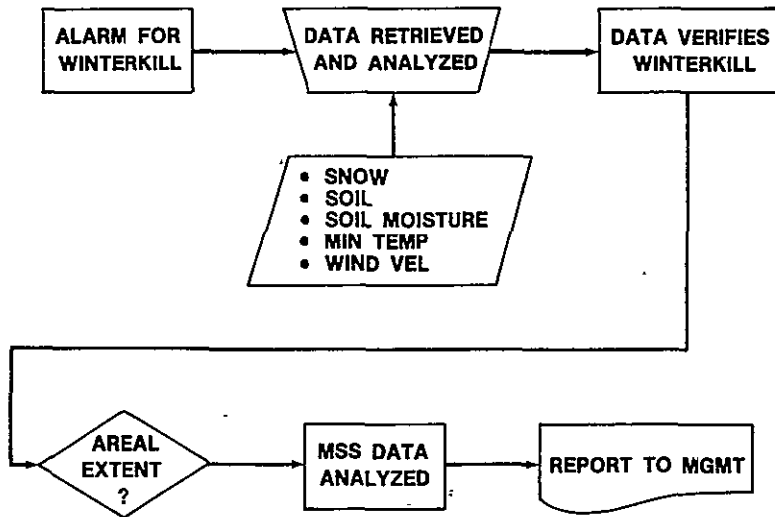 ALARM FOR
WINTERKILL
DATA RETRIEVED
AND ANALYZED
DATA VERIFIES
WINTERKILL
• SNOW
• SOIL
• SOIL MOISTURE
• MIN TEMP
• WIND VEL
AREAL
EXTENT
?
MSS DATA
ANALYZED
REPORT TO MGMT